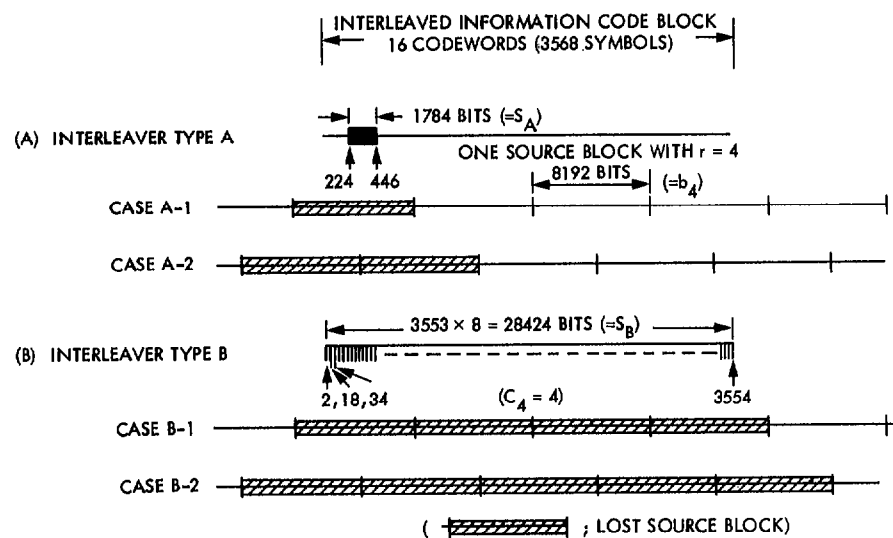 INTERLEAVED INFORMATION CODE BLOCK
16 CODEWORDS (3568 SYMBOLS)
1784 BITS (=S_A)
(A) INTERLEAVER TYPE A
ONE SOURCE BLOCK WITH r = 4
224 446
8192 BITS (=b_4)
CASE A-1
CASE A-2
3553 × 8 = 28424 BITS (=S_B)
(B) INTERLEAVER TYPE B
2, 18, 34 (C_4 = 4) 3554
CASE B-1
CASE B-2
( ; LOST SOURCE BLOCK)